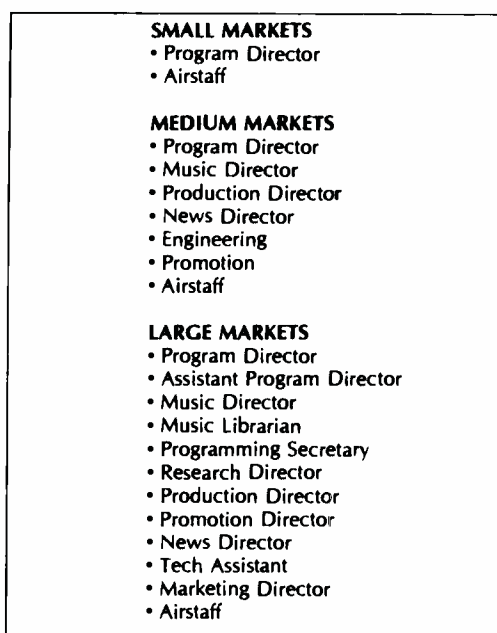 SMALL MARKETS
• Program Director
• Airstaff
MEDIUM MARKETS
• Program Director
• Music Director
• Production Director
• News Director
• Engineering
• Promotion
• Airstaff
LARGE MARKETS
• Program Director
• Assistant Program Director
• Music Director
• Music Librarian
• Programming Secretary
• Research Director
• Production Director
• Promotion Director
• News Director
• Tech Assistant
• Marketing Director
• Airstaff